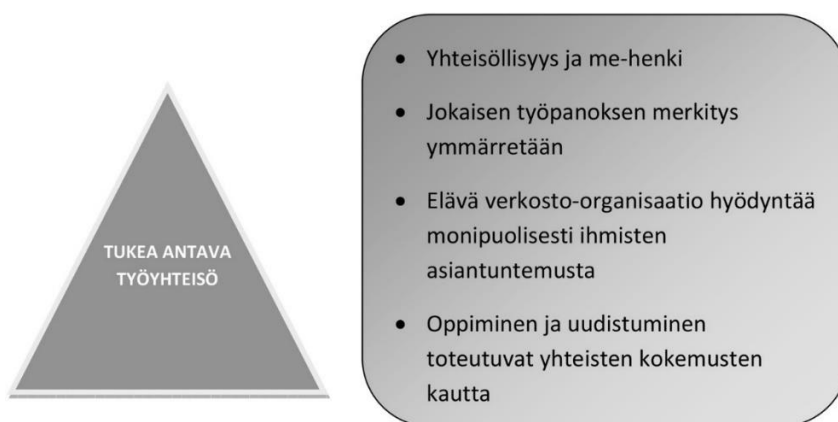 TUKEA ANTAVA
TYÖYHTEISÖ
• Yhteisöllisyys ja me-henki
• Jokaisen työpanoksen merkitys
ymmärretään
• Elävä verkosto-organisaatio hyödyntää
monipuolisesti ihmisten
asiantuntemusta
• Oppiminen ja uudistuminen
toteutuvat yhteisten kokemusten
kautta